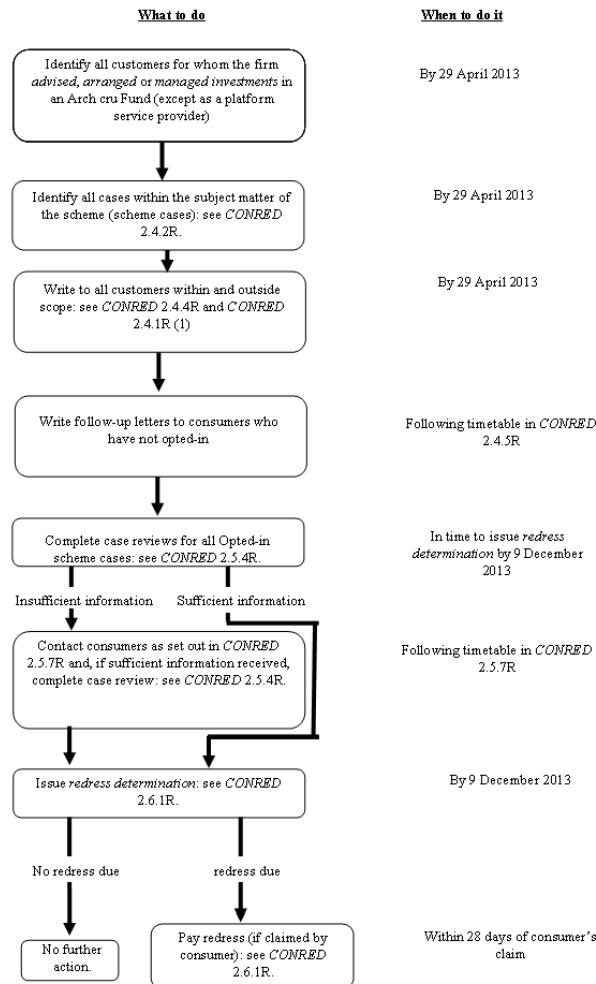 What to do
When to do it
Identify all customers for whom the firm
advised, arranged or managed investments in
an Arch cru Fund (except as a platform
service provider)
By 29 April 2013
Identify all cases within the subject matter of
the scheme (scheme cases): see CONRED
2.4.2R.
By 29 April 2013
Write to all customers within and outside
scope: see CONRED 2.4.4R and CONRED
2.4.1R (1)
By 29 April 2013
Write follow-up letters to consumers who
have not opted-in
Following timetable in CONRED
2.4.5R
Complete case reviews for all Opted-in
scheme cases: see CONRED 2.5.4R.
In time to issue redress
determination by 9 December
2013
Insufficient information
Sufficient information
Contact consumers as set out in CONRED
2.5.7R and, if sufficient information received,
complete case review: see CONRED 2.5.4R.
Following timetable in CONRED
2.5.7R
Issue redress determination: see CONRED
2.6.1R.
By 9 December 2013
No redress due
redress due
No further
action.
Pay redress (if claimed by
consumer): see CONRED
2.6.1R.
Within 28 days of consumer's
claim